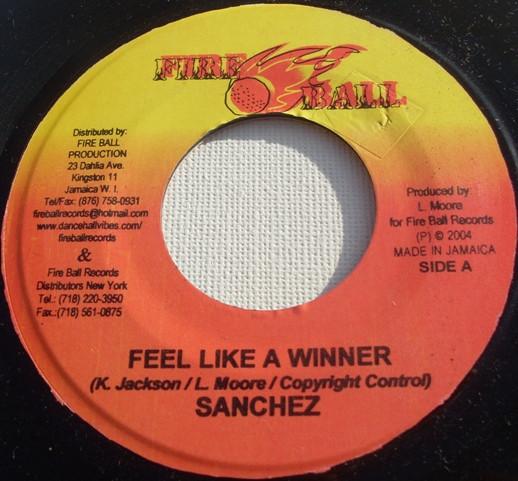 FIRE BALL
Distributed by:
FIRE BALL
PRODUCTION
23 Dahlia Ave.
Kingston 11
Jamaica W. I.
Tel/Fax: (876) 758-0931
fireballrecords@hotmail.com
www.dancehallvibes.com/
fireballrecords
&
Fire Ball Records
Distributors New York
Tel.: (718) 220-3950
Fax.:(718) 561-0875
Produced by:
L. Moore
for Fire Ball Records
(P) © 2004
MADE IN JAMAICA
SIDE A
FEEL LIKE A WINNER
(K. Jackson / L. Moore / Copyright Control)
SANCHEZ